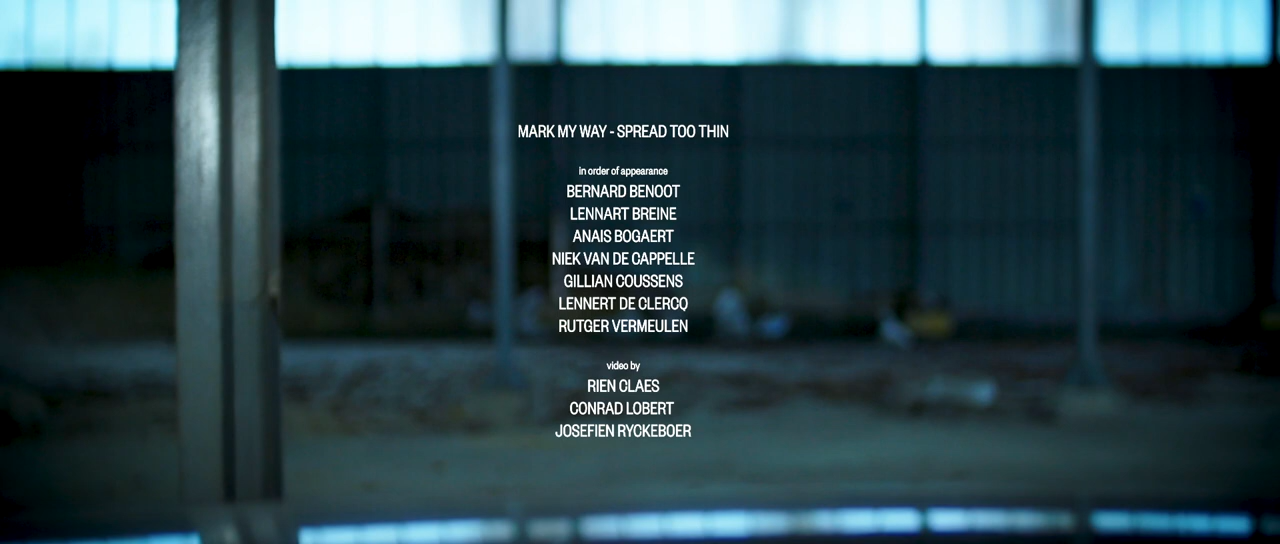 MARK MY WAY - SPREAD TOO THIN
in order of appearance
BERNARD BENOOT
LENNART BREINE
ANAIS BOGAERT
NIEK VAN DE CAPPELLE
GILLIAN COUSSENS
LENNERT DE CLERCQ
RUTGER VERMEULEN
video by
RIEN CLAES
CONRAD LOBERT
JOSEFIEN RYCKEBOER